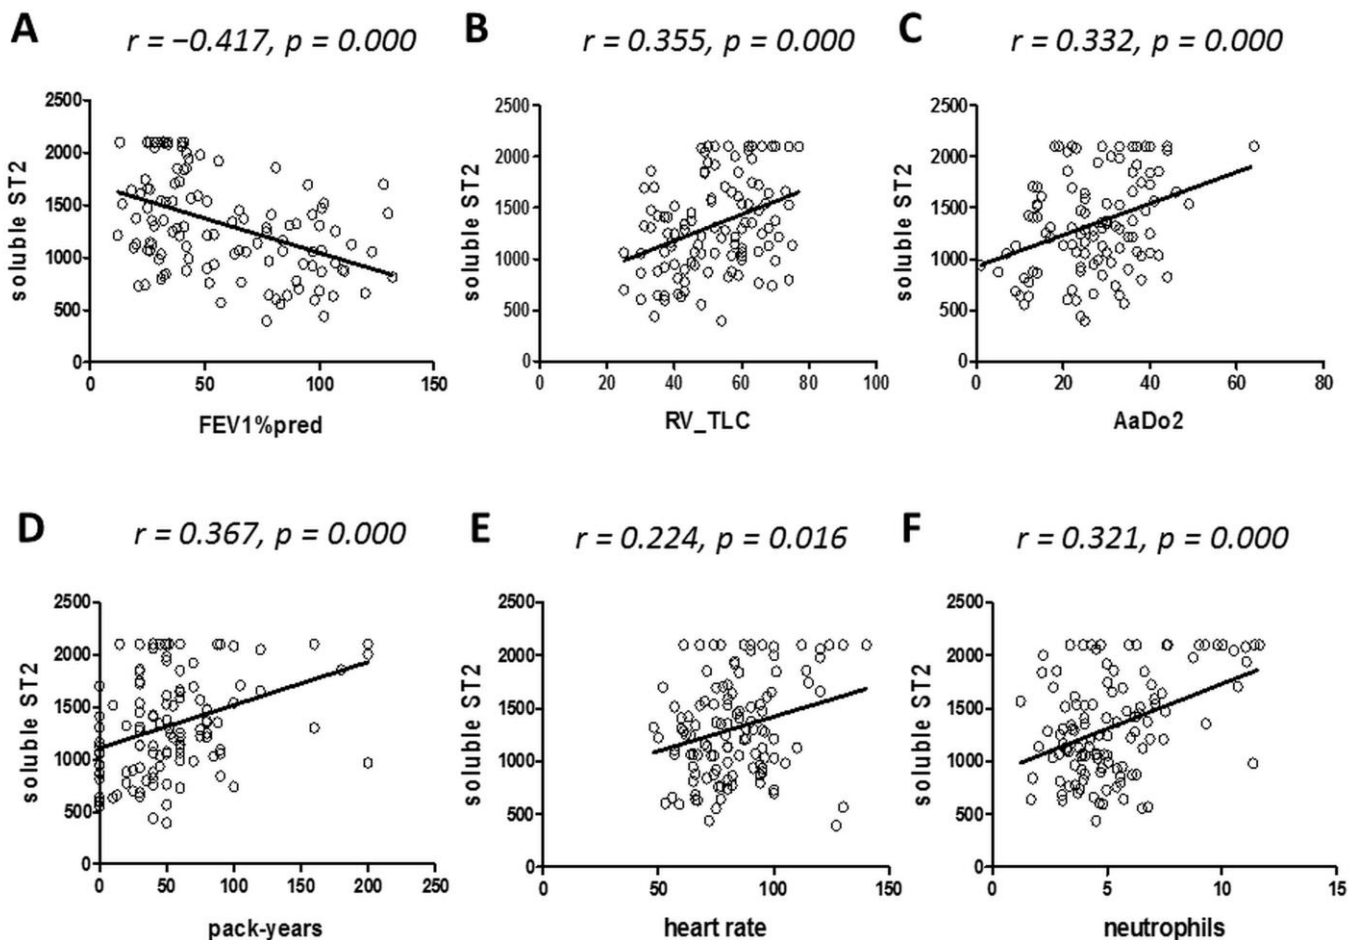 A
r = −0.417, p = 0.000
B
r = 0.355, p = 0.000
C
r = 0.332, p = 0.000
soluble ST2
2500
2000
1500
1000
500
0
0 50 100 150
FEV1%pred
soluble ST2
2500
2000
1500
1000
500
0
0 20 40 60 80 100
RV_TLC
soluble ST2
2500
2000
1500
1000
500
0
0 20 40 60 80
AaDo2
D
r = 0.367, p = 0.000
E
r = 0.224, p = 0.016
F
r = 0.321, p = 0.000
soluble ST2
2500
2000
1500
1000
500
0
0 50 100 150 200 250
pack-years
soluble ST2
2500
2000
1500
1000
500
0
0 50 100 150
heart rate
soluble ST2
2500
2000
1500
1000
500
0
0 5 10 15
neutrophils